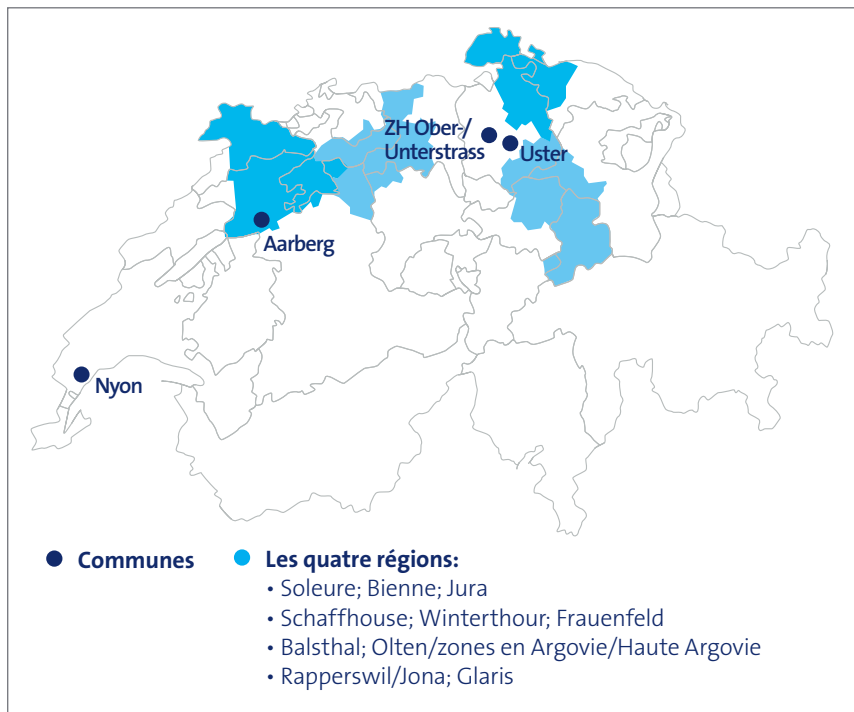 ZH Ober-/
Unterstrass
Uster
Aarberg
Nyon
Communes
Les quatre régions:
• Soleure; Bienne; Jura
• Schaffhouse; Winterthour; Frauenfeld
• Balsthal; Olten/zones en Argovie/Haute Argovie
• Rapperswil/Jona; Glaris